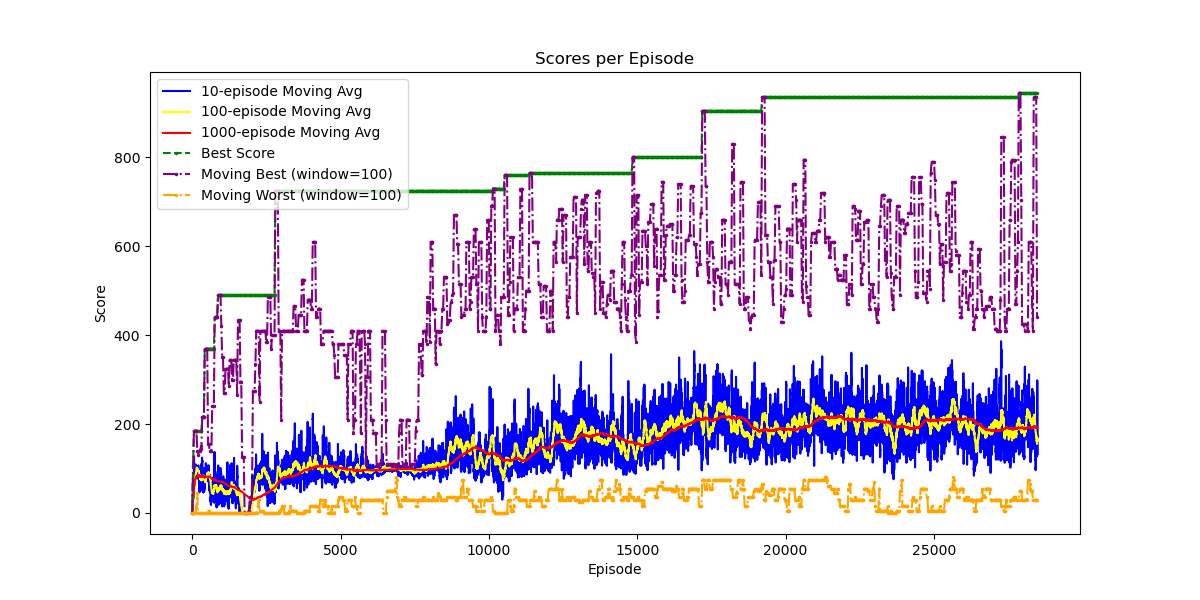 Scores per Episode
10-episode Moving Avg
100-episode Moving Avg
1000-episode Moving Avg
Best Score
Moving Best (window=100)
Moving Worst (window=100)
Score
800
600
400
200
0
0 5000 10000 15000 20000 25000
Episode